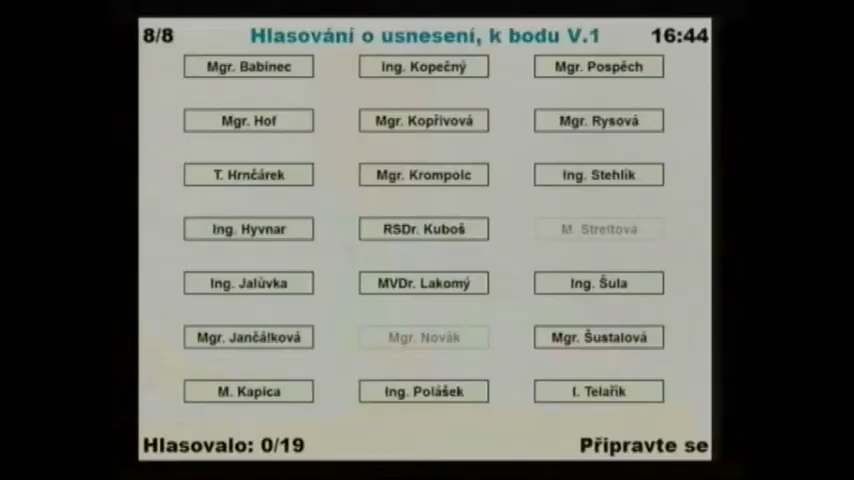 8/8 Hlasování o usnesení, k bodu V.1 16:44
Mgr. Babinec Ing. Kopečný Mgr. Pospěch
Mgr. Hof Mgr. Kopřivová Mgr. Rysová
T. Hrnčárek Mgr. Krompolc Ing. Stehlík
Ing. Hyvnar RSDr. Kuboš M. Streitová
Ing. Jalůvka MVDr. Lakomý Ing. Šula
Mgr. Jančálková Mgr. Novák Mgr. Šustalová
M. Kapica Ing. Polášek I. Telařík
Hlasovalo: 0/19 Připravte se